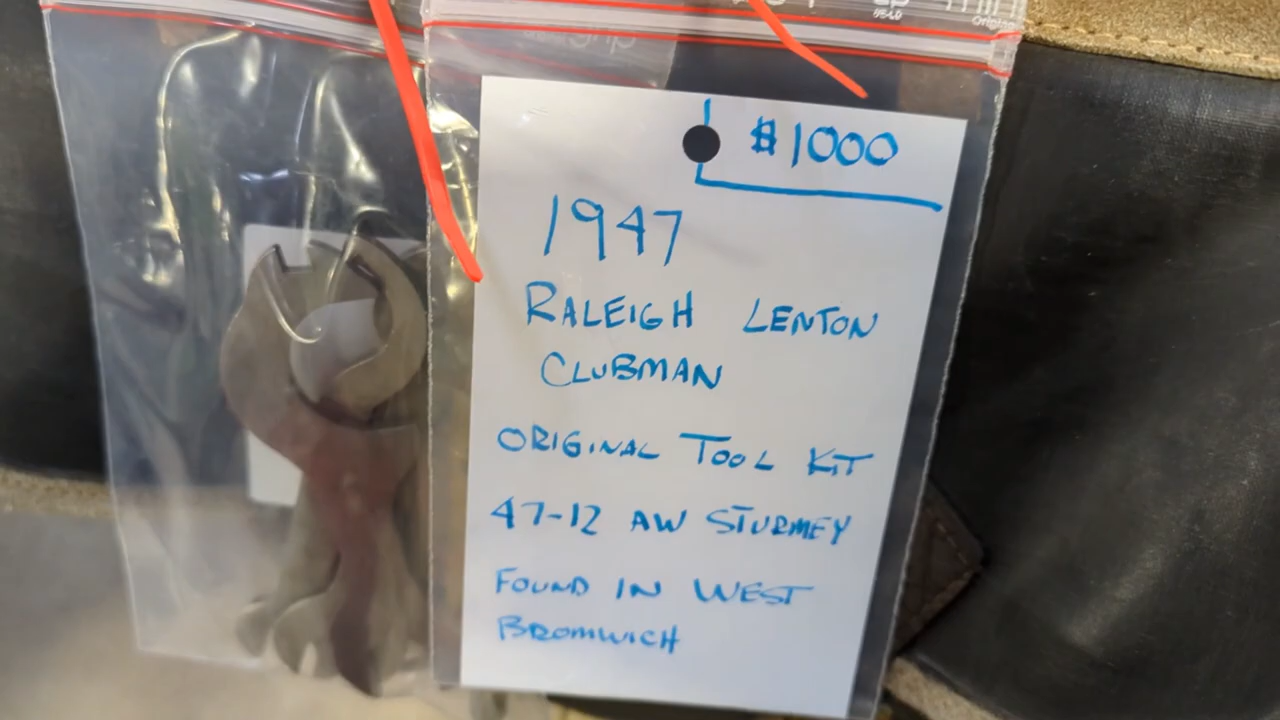 $1000
1947
RALEIGH LENTON
CLUBMAN
ORIGINAL TOOL KIT
47-12 AW STURMEY
FOUND IN WEST
BROMWICH